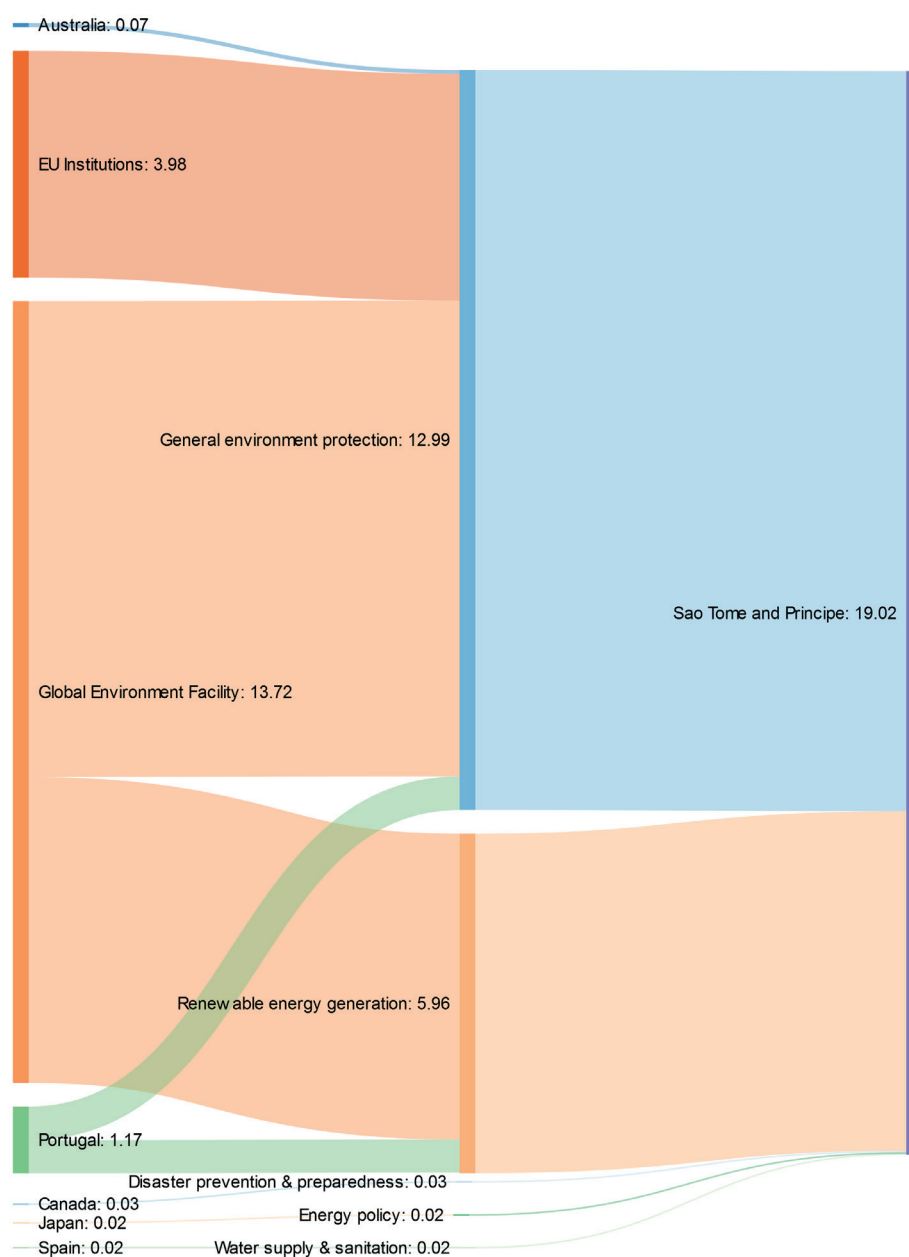 Australia: 0.07
EU Institutions: 3.98
General environment protection: 12.99
Sao Tome and Principe: 19.02
Global Environment Facility: 13.72
Renewable energy generation: 5.96
Portugal: 1.17
Disaster prevention & preparedness: 0.03
Canada: 0.03
Energy policy: 0.02
Japan: 0.02
Spain: 0.02
Water supply & sanitation: 0.02